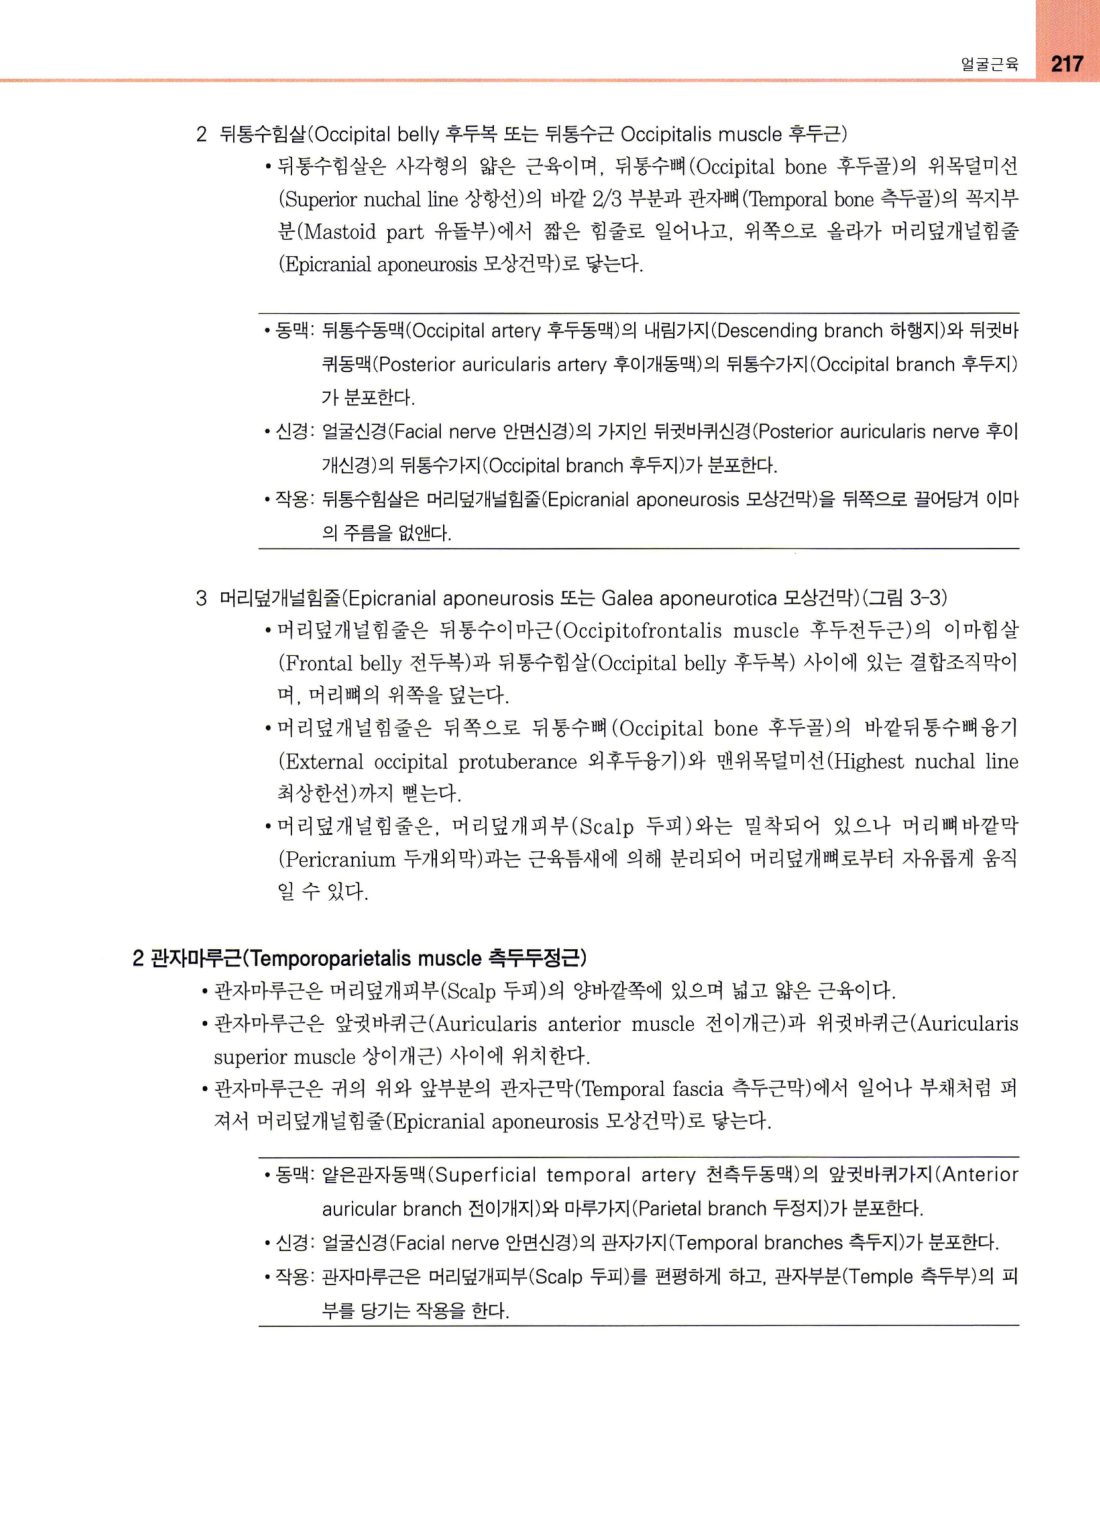 얼굴근육 217
2 뒤통수힘살(Occipital belly 후두복 또는 뒤통수근 Occipitalis muscle 후두근)
• 뒤통수힘살은 사각형의 얇은 근육이며, 뒤통수뼈(Occipital bone 후두골)의 위목덜미선
(Superior nuchal line 상항선)의 바깥 2/3 부분과 관자뼈(Temporal bone 측두골)의 꼭지부
분(Mastoid part 유돌부)에서 짧은 힘줄로 일어나고, 위쪽으로 올라가 머리덮개널힘줄
(Epicranial aponeurosis 모상건막)로 닿는다.
• 동맥: 뒤통수동맥(Occipital artery 후두동맥)의 내림가지(Descending branch 하행지)와 뒤귓바
퀴동맥(Posterior auricularis artery 후이개동맥)의 뒤통수가지(Occipital branch 후두지)
가 분포한다.
• 신경: 얼굴신경(Facial nerve 안면신경)의 가지인 뒤귓바퀴신경(Posterior auricularis nerve 후이
개신경)의 뒤통수가지(Occipital branch 후두지)가 분포한다.
• 작용: 뒤통수힘살은 머리덮개널힘줄(Epicranial aponeurosis 모상건막)을 뒤쪽으로 끌어당겨 이마
의 주름을 없앤다.
3 머리덮개널힘줄(Epicranial aponeurosis 또는 Galea aponeurotica 모상건막)(그림 3-3)
• 머리덮개널힘줄은 뒤통수이마근(Occipitofrontalis muscle 후두전두근)의 이마힘살
(Frontal belly 전두복)과 뒤통수힘살(Occipital belly 후두복) 사이에 있는 결합조직막이
며, 머리뼈의 위쪽을 덮는다.
• 머리덮개널힘줄은 뒤쪽으로 뒤통수뼈(Occipital bone 후두골)의 바깥뒤통수뼈융기
(External occipital protuberance 외후두융기)와 맨위목덜미선(Highest nuchal line
최상한선)까지 뻗는다.
• 머리덮개널힘줄은, 머리덮개피부(Scalp 두피)와는 밀착되어 있으나 머리뼈바깥막
(Pericranium 두개외막)과는 근육틈새에 의해 분리되어 머리덮개뼈로부터 자유롭게 움직
일 수 있다.
2 관자마루근(Temporoparietalis muscle 측두두정근)
• 관자마루근은 머리덮개피부(Scalp 두피)의 양바깥쪽에 있으며 넓고 얇은 근육이다.
• 관자마루근은 앞귓바퀴근(Auricularis anterior muscle 전이개근)과 위귓바퀴근(Auricularis
superior muscle 상이개근) 사이에 위치한다.
• 관자마루근은 귀의 위와 앞부분의 관자근막(Temporal fascia 측두근막)에서 일어나 부채처럼 퍼
져서 머리덮개널힘줄(Epicranial aponeurosis 모상건막)로 닿는다.
• 동맥: 얕은관자동맥(Superficial temporal artery 천측두동맥)의 앞귓바퀴가지(Anterior
auricular branch 전이개지)와 마루가지(Parietal branch 두정지)가 분포한다.
• 신경: 얼굴신경(Facial nerve 안면신경)의 관자가지(Temporal branches 측두지)가 분포한다.
• 작용: 관자마루근은 머리덮개피부(Scalp 두피)를 편평하게 하고, 관자부분(Temple 측두부)의 피
부를 당기는 작용을 한다.